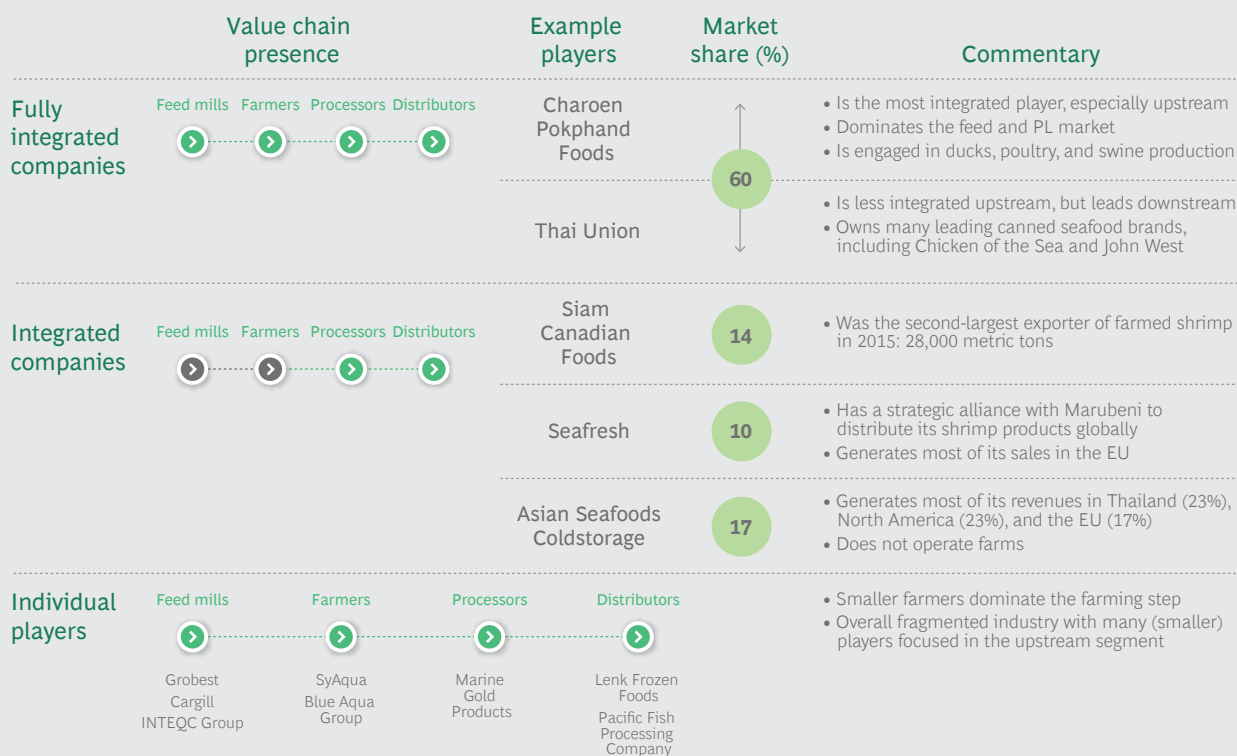 Value chain
presence
Example
players
Market
share (%)
Commentary
Fully
integrated
companies
Feed mills
Farmers
Processors
Distributors
Charoen
Pokphand
Foods
60
• Is the most integrated player, especially upstream
• Dominates the feed and PL market
• Is engaged in ducks, poultry, and swine production
Thai Union
• Is less integrated upstream, but leads downstream
• Owns many leading canned seafood brands,
including Chicken of the Sea and John West
Integrated
companies
Feed mills
Farmers
Processors
Distributors
Siam
Canadian
Foods
14
• Was the second-largest exporter of farmed shrimp
in 2015: 28,000 metric tons
Seafresh
10
• Has a strategic alliance with Marubeni to
distribute its shrimp products globally
• Generates most of its sales in the EU
Asian Seafoods
Coldstorage
17
• Generates most of its revenues in Thailand (23%),
North America (23%), and the EU (17%)
• Does not operate farms
Individual
players
Feed mills
Farmers
Processors
Distributors
Grobest
Cargill
INTEQC Group
SyAqua
Blue Aqua
Group
Marine
Gold
Products
Lenk Frozen
Foods
Pacific Fish
Processing
Company
• Smaller farmers dominate the farming step
• Overall fragmented industry with many (smaller)
players focused in the upstream segment